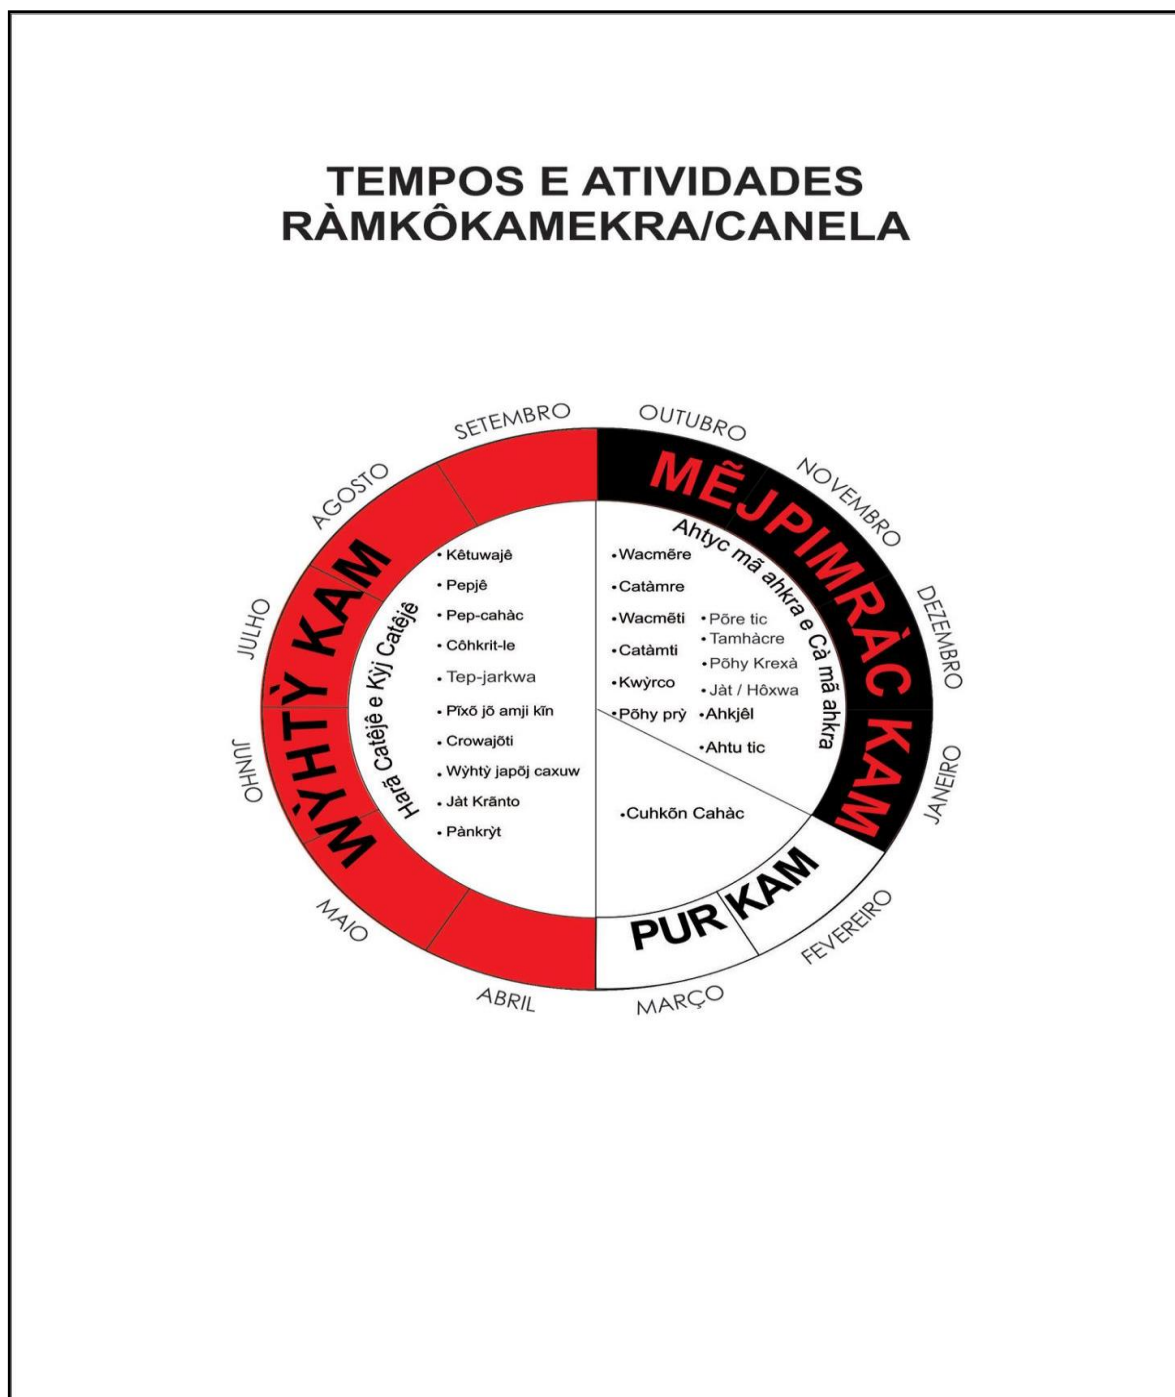 TEMPOS E ATIVIDADES
RÀMKÔKAMEKRA/CANELA
SETEMBRO
OUTUBRO
AGOSTO
NOVEMBRO
JULHO
DEZEMBRO
JUNHO
JANEIRO
MAIO
FEVEREIRO
ABRIL
MARÇO
WỲHTỲ KAM
MẼJPIMRÀC KAM
PUR KAM
Harã Catêjê e Kỳj Catêjê
• Kêtuwajê
• Pepjê
• Pep-cahàc
• Côhkrit-le
• Tep-jarkwa
• Pĩxõ jõ amji kĩn
• Crowajõti
• Wỳhtỳ japõj caxuw
• Jàt Krãnto
• Pànkrỳt
Ahtyc mã ahkra e Cà mã ahkra
•Wacmẽre
•Catàmre
•Wacmẽti
•Catàmti
•Kwỳrco
•Põhy prỳ
•Põre tic
•Tamhàcre
•Põhy Krexà
•Jàt / Hôxwa
•Ahkjêl
•Ahtu tic
•Cuhkõn Cahàc